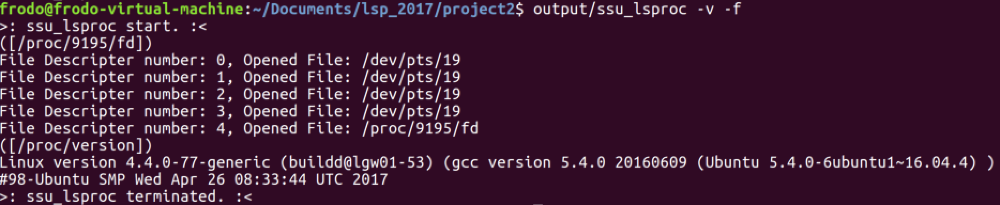 frodo@frodo-virtual-machine:~/Documents/lsp_2017/project2$ output/ssu_lsproc -v -f
>: ssu_lsproc start. :<
([/proc/9195/fd])
File Descripter number: 0, Opened File: /dev/pts/19
File Descripter number: 1, Opened File: /dev/pts/19
File Descripter number: 2, Opened File: /dev/pts/19
File Descripter number: 3, Opened File: /dev/pts/19
File Descripter number: 4, Opened File: /proc/9195/fd
([/proc/version])
Linux version 4.4.0-77-generic (buildd@lgw01-53) (gcc version 5.4.0 20160609 (Ubuntu 5.4.0-6ubuntu1~16.04.4) )
#98-Ubuntu SMP Wed Apr 26 08:33:44 UTC 2017
>: ssu_lsproc terminated. :<